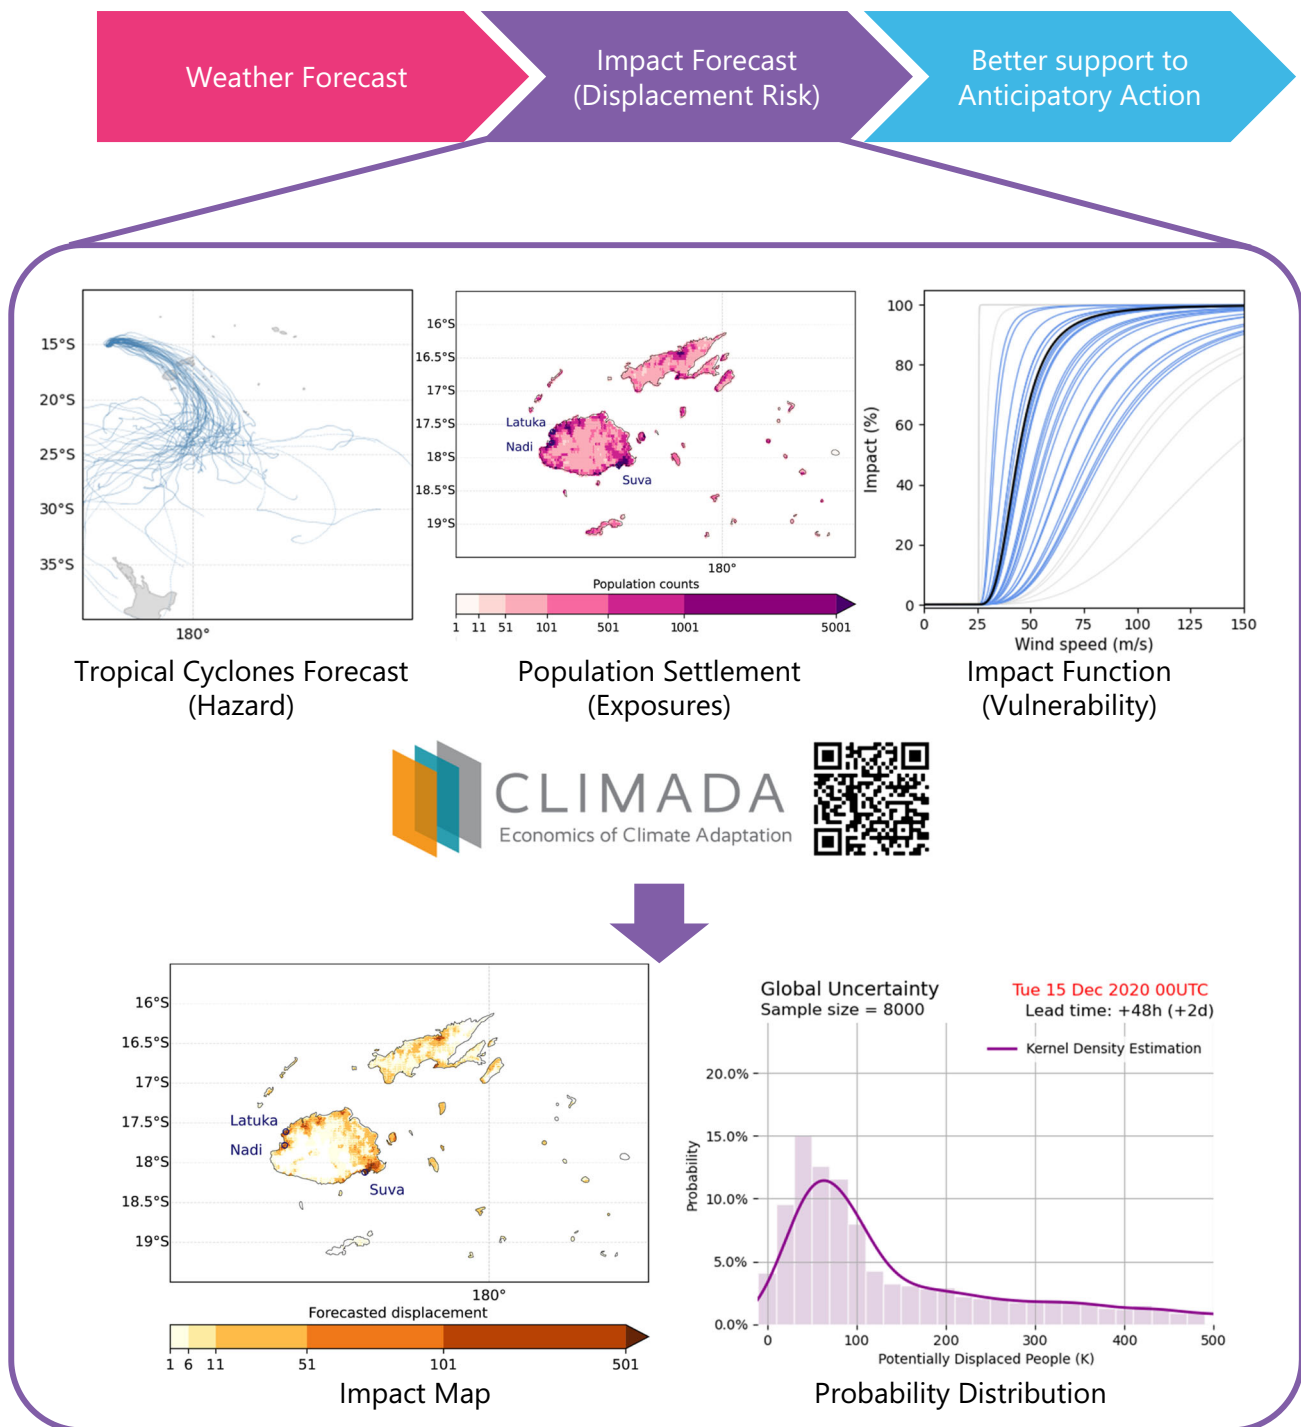 Weather Forecast
Impact Forecast
(Displacement Risk)
Better support to
Anticipatory Action
15°S
20°S
25°S
30°S
35°S
180°
Tropical Cyclones Forecast
(Hazard)
16°S
16.5°S
17°S
17.5°S
18°S
18.5°S
19°S
Latuka
Nadi
Suva
180°
Population counts
1 11 51 101 501 1001 5001
Population Settlement
(Exposures)
Impact (%)
100
80
60
40
20
0
0 25 50 75 100 125 150
Wind speed (m/s)
Impact Function
(Vulnerability)
CLIMADA
Economics of Climate Adaptation
16°S
16.5°S
17°S
17.5°S
18°S
18.5°S
19°S
Latuka
Nadi
Suva
180°
Forecasted displacement
1 6 11 51 101 501
Impact Map
Global Uncertainty
Sample size = 8000
Tue 15 Dec 2020 00UTC
Lead time: +48h (+2d)
Kernel Density Estimation
Probability
20.0%
15.0%
10.0%
5.0%
0.0%
0 100 200 300 400 500
Potentially Displaced People (K)
Probability Distribution